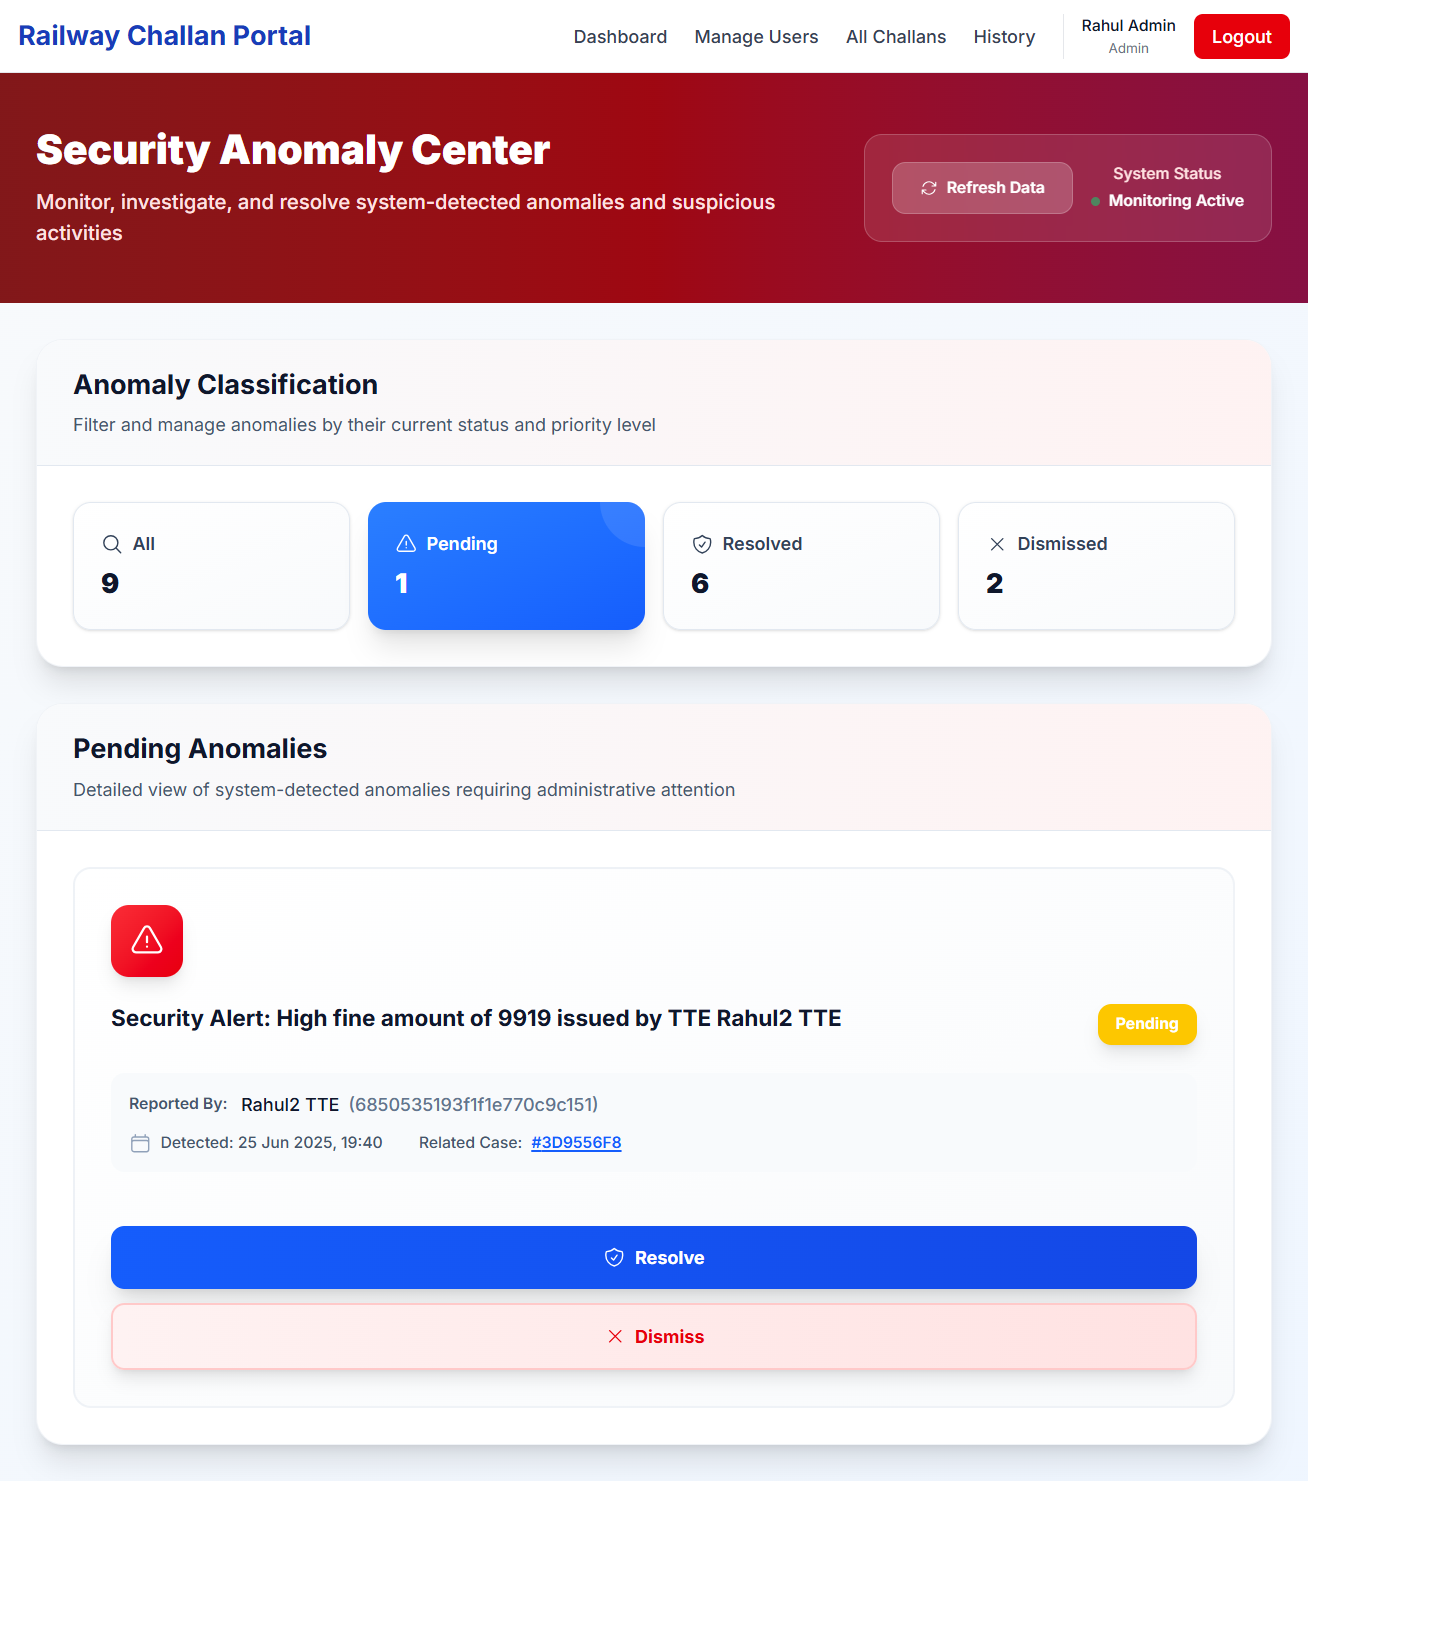 Railway Challan Portal
Dashboard
Manage Users
All Challans
History
Rahul Admin
Admin
Logout
Security Anomaly Center
Monitor, investigate, and resolve system-detected anomalies and suspicious
activities
Refresh Data
System Status
Monitoring Active
Anomaly Classification
Filter and manage anomalies by their current status and priority level
All
9
Pending
1
Resolved
6
Dismissed
2
Pending Anomalies
Detailed view of system-detected anomalies requiring administrative attention
Security Alert: High fine amount of 9919 issued by TTE Rahul2 TTE
Pending
Reported By: Rahul2 TTE (6850535193f1f1e770c9c151)
Detected: 25 Jun 2025, 19:40 Related Case: #3D9556F8
Resolve
Dismiss